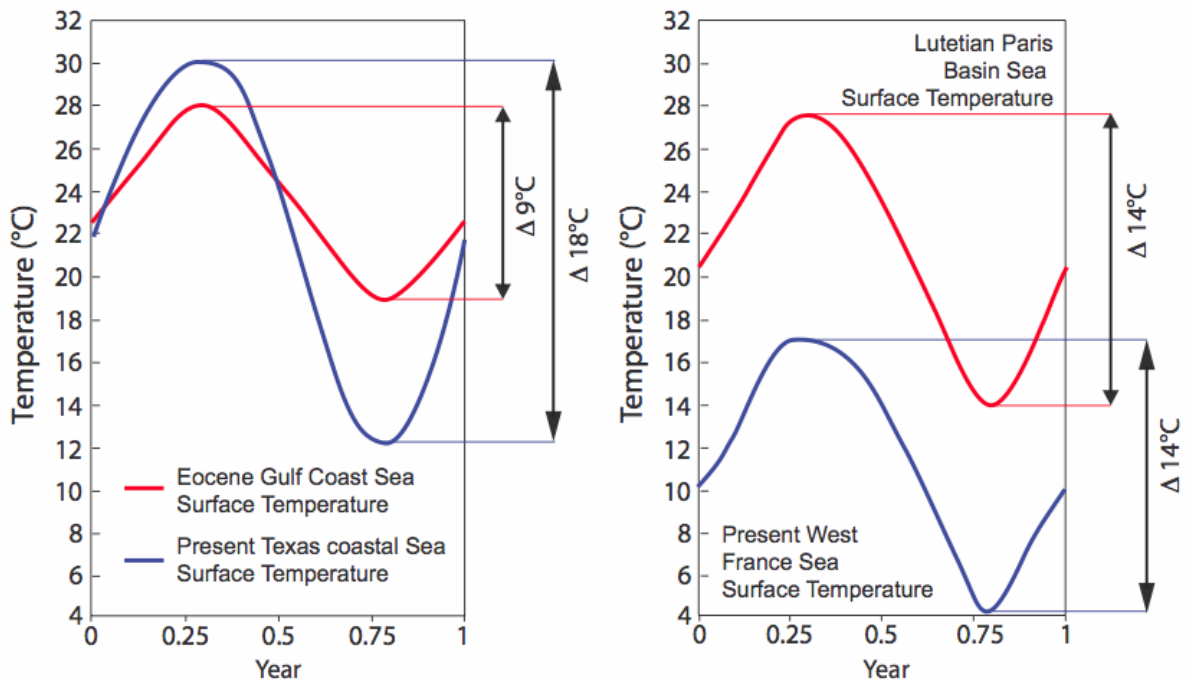 Temperature (°C)
32
30
28
26
24
22
20
18
16
14
12
10
8
6
4
0
0.25
0.5
0.75
1
Year
Δ 9°C
Δ 18°C
Eocene Gulf Coast Sea
Surface Temperature
Present Texas coastal Sea
Surface Temperature
Temperature (°C)
32
30
28
26
24
22
20
18
16
14
12
10
8
6
4
0
0.25
0.5
0.75
1
Year
Lutetian Paris
Basin Sea
Surface Temperature
Δ 14°C
Δ 14°C
Present West
France Sea
Surface Temperature